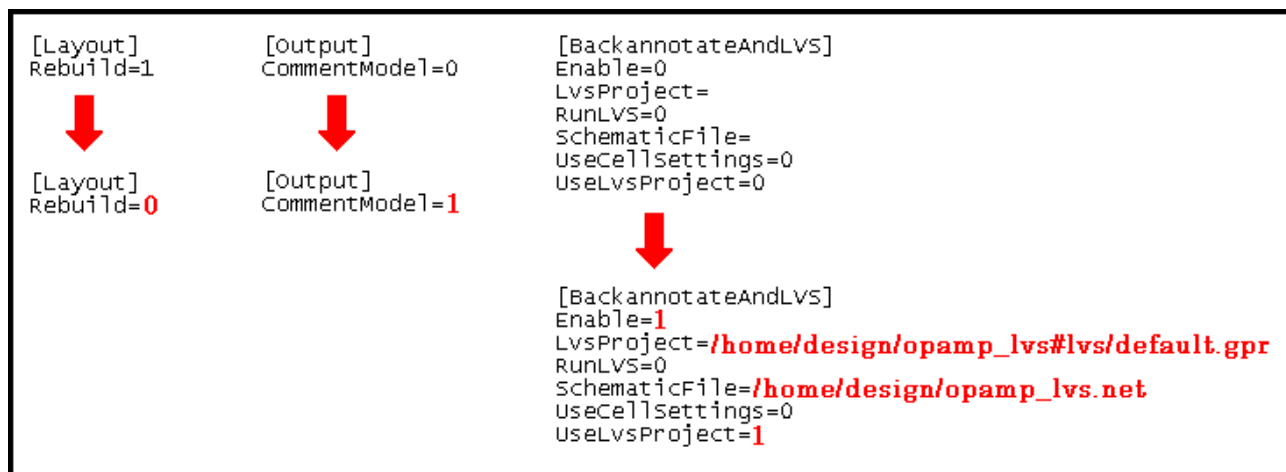 [Layout]
Rebuild=1
[Layout]
Rebuild=0
[Output]
CommentModel=0
[Output]
CommentModel=1
[BackannotateAndLVS]
Enable=0
LvsProject=
RunLVS=0
SchematicFile=
UseCellSettings=0
UseLvsProject=0
[BackannotateAndLVS]
Enable=1
LvsProject=/home/design/opamp_lvs#lvs/default.gpr
RunLVS=0
SchematicFile=/home/design/opamp_lvs.net
UseCellSettings=0
UseLvsProject=1